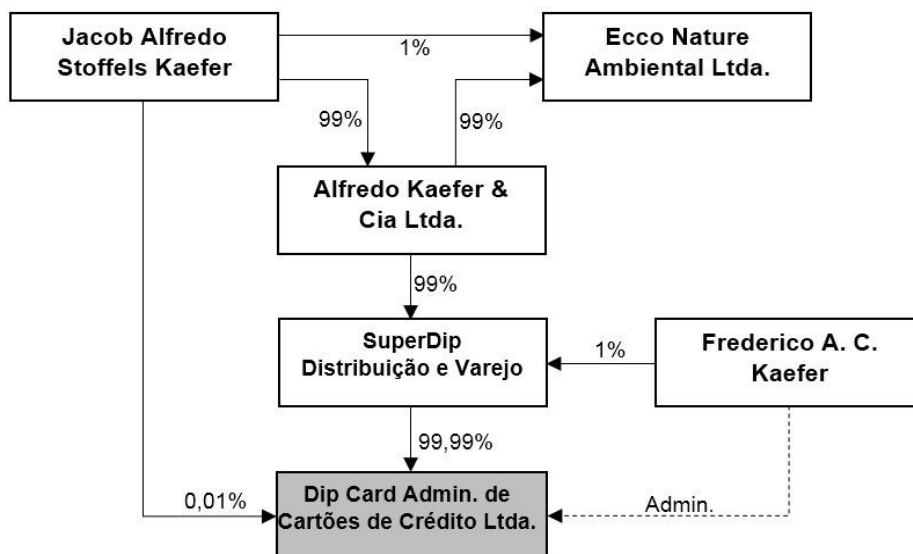 Jacob Alfredo
Stoffels Kaefer
1%
Ecco Nature
Ambiental Ltda.
99%
99%
Alfredo Kaefer &
Cia Ltda.
99%
SuperDip
Distribuição e Varejo
1%
Frederico A. C.
Kaefer
99,99%
0,01%
Dip Card Admin. de
Cartões de Crédito Ltda.
Admin.